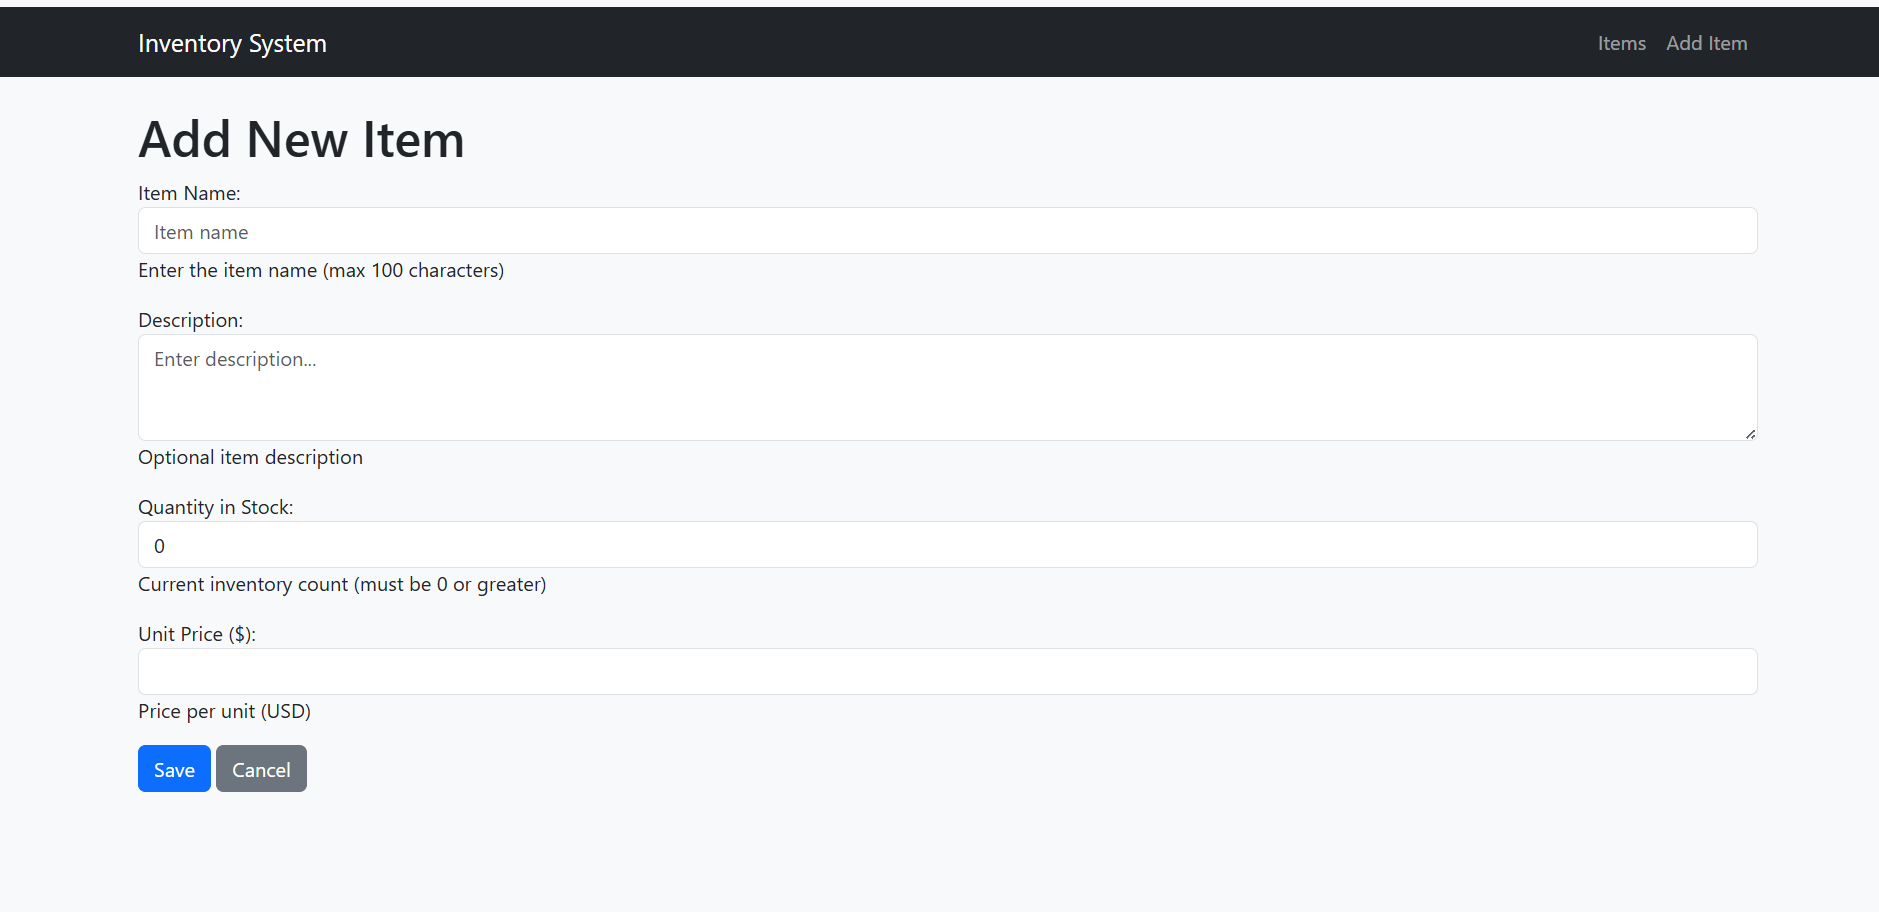 Inventory System Items Add Item
Add New Item
Item Name:
Item name
Enter the item name (max 100 characters)
Description:
Enter description...
Optional item description
Quantity in Stock:
0
Current inventory count (must be 0 or greater)
Unit Price ($):
Price per unit (USD)
Save Cancel